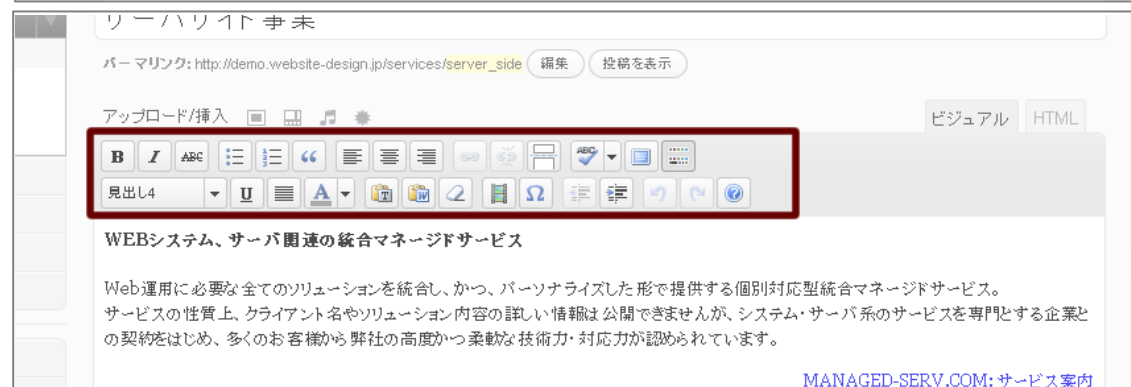 サーバサイド事業
パーマリンク: http://demo.website-design.jp/services/server_side 編集 投稿を表示
アップロード/挿入 ビジュアル HTML
B I ABC “ ABC
見出し4 U A T W Ω ?
WEBシステム、サーバ関連の統合マネージドサービス
Web運用に必要な全てのソリューションを統合し、かつ、パーソナライズした形で提供する個別対応型統合マネージドサービス。
サービスの性質上、クライアント名やソリューション内容の詳しい情報は公開できませんが、システム・サーバ系のサービスを専門とする企業と
の契約をはじめ、多くのお客様から弊社の高度かつ柔軟な技術力・対応力が認められています。
MANAGED-SERV.COM: サービス案内